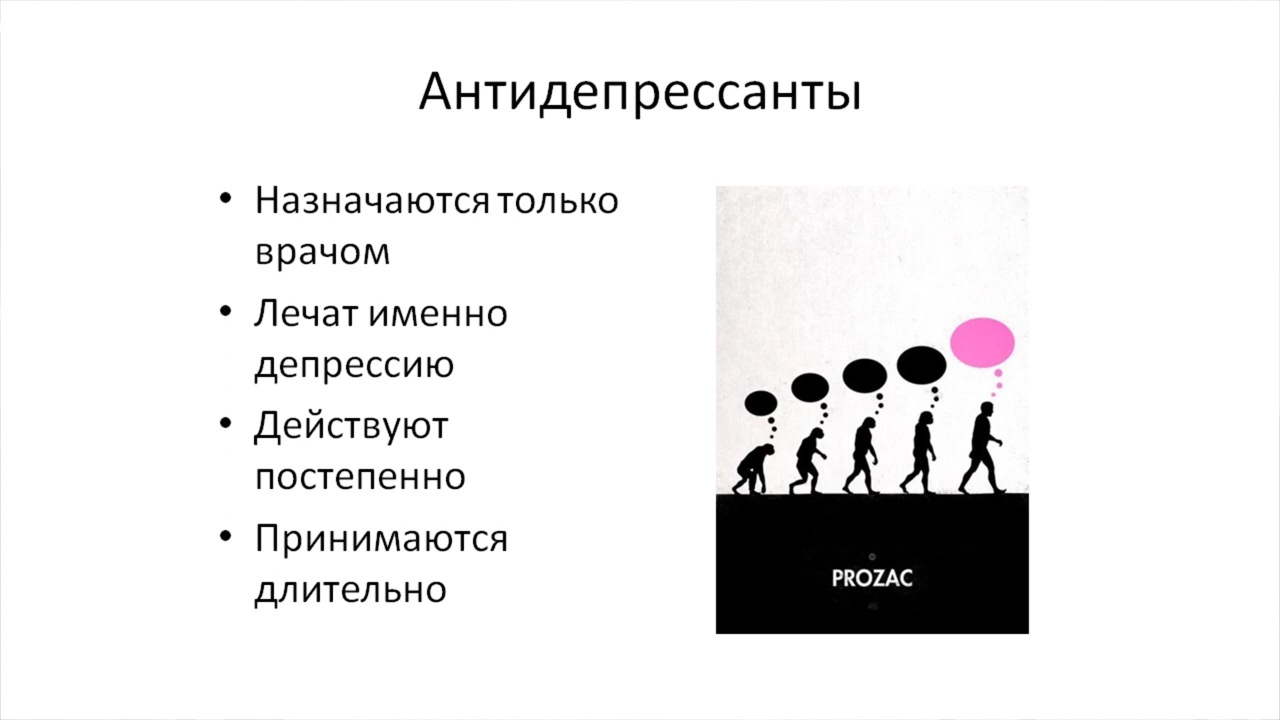 Антидепрессанты
• Назначаются только
врачом
• Лечат именно
депрессию
• Действуют
постепенно
• Принимаются
длительно
PROZAC